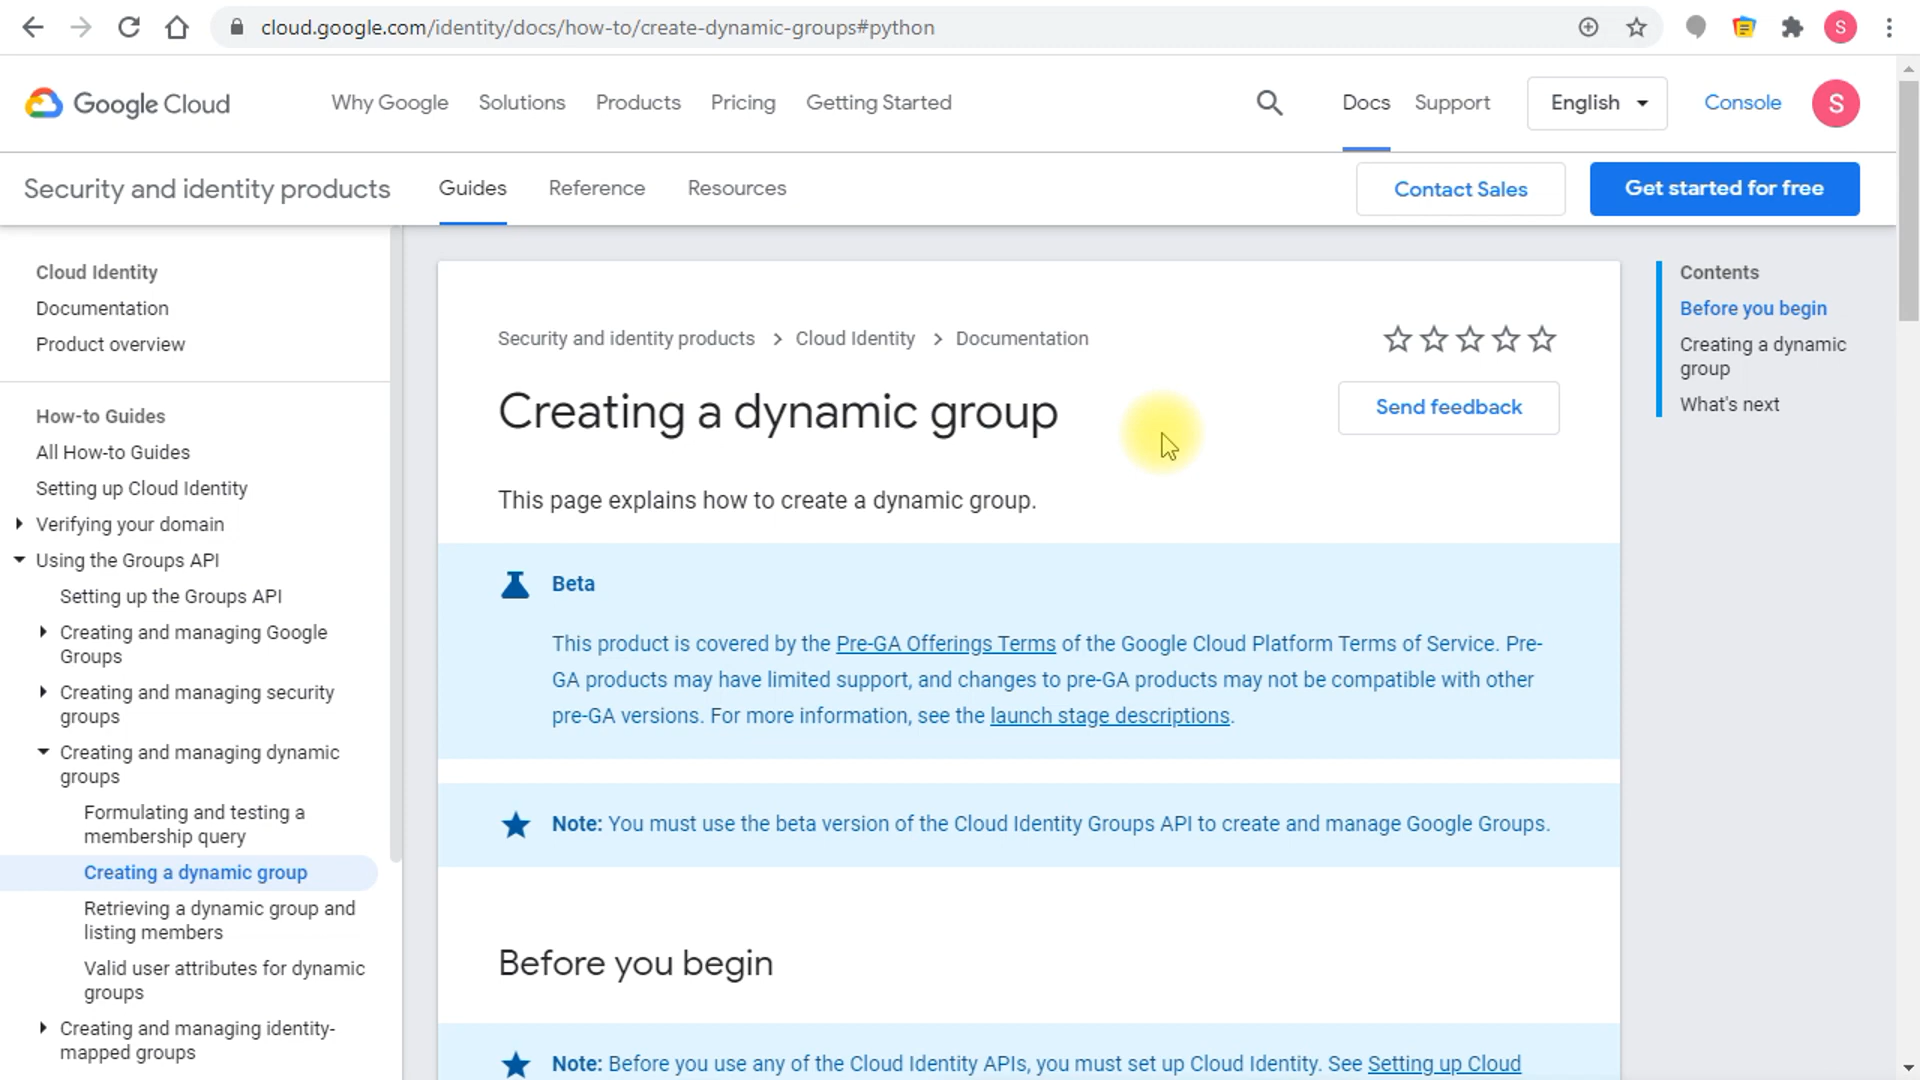 cloud.google.com/identity/docs/how-to/create-dynamic-groups#python
S
Google Cloud
Why Google
Solutions
Products
Pricing
Getting Started
Docs
Support
English
Console
S
Security and identity products
Guides
Reference
Resources
Contact Sales
Get started for free
Cloud Identity
Documentation
Product overview
How-to Guides
All How-to Guides
Setting up Cloud Identity
Verifying your domain
Using the Groups API
Setting up the Groups API
Creating and managing Google
Groups
Creating and managing security
groups
Creating and managing dynamic
groups
Formulating and testing a
membership query
Creating a dynamic group
Retrieving a dynamic group and
listing members
Valid user attributes for dynamic
groups
Creating and managing identity-
mapped groups
Security and identity products > Cloud Identity > Documentation
Creating a dynamic group
Send feedback
This page explains how to create a dynamic group.
Beta
This product is covered by the Pre-GA Offerings Terms of the Google Cloud Platform Terms of Service. Pre-
GA products may have limited support, and changes to pre-GA products may not be compatible with other
pre-GA versions. For more information, see the launch stage descriptions.
Note: You must use the beta version of the Cloud Identity Groups API to create and manage Google Groups.
Before you begin
Note: Before you use any of the Cloud Identity APIs, you must set up Cloud Identity. See Setting up Cloud
Contents
Before you begin
Creating a dynamic
group
What's next